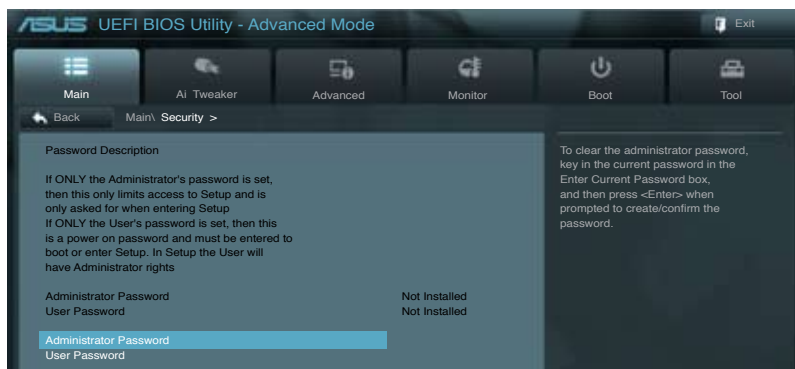 ASUS UEFI BIOS Utility - Advanced Mode
Exit
Main
Ai Tweaker
Advanced
Monitor
Boot
Tool
Back
Main\ Security >
Password Description
If ONLY the Administrator's password is set,
then this only limits access to Setup and is
only asked for when entering Setup
If ONLY the User's password is set, then this
is a power on password and must be entered to
boot or enter Setup. In Setup the User will
have Administrator rights
Administrator Password Not Installed
User Password Not Installed
Administrator Password
User Password
To clear the administrator password,
key in the current password in the
Enter Current Password box,
and then press <Enter> when
prompted to create/confirm the
password.